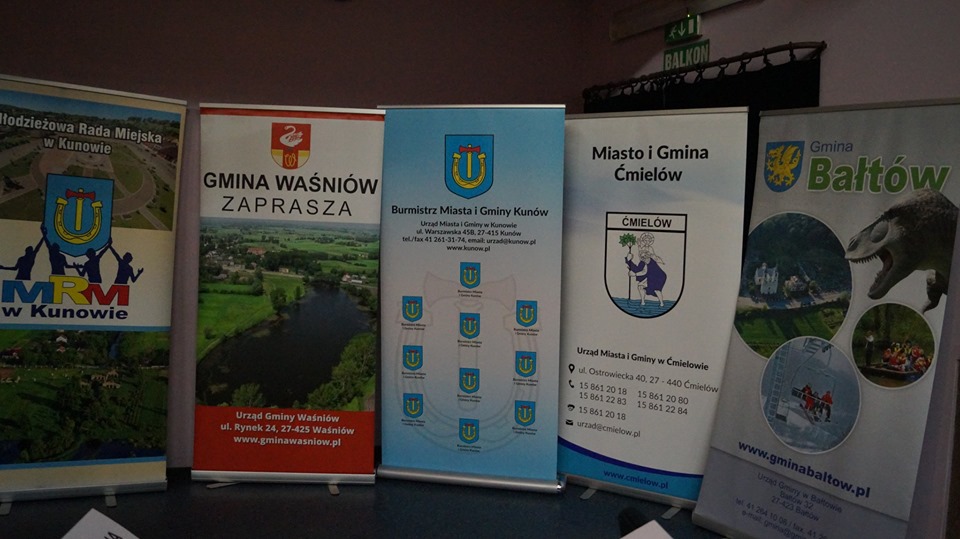 BALKON
łodzieżowa Rada Miejska
w Kunowie
MRM
w Kunowie
GMINA WAŚNIÓW
ZAPRASZA
Urząd Gminy Waśniów
ul. Rynek 24, 27-425 Waśniów
www.gminawasniow.pl
Burmistrz Miasta i Gminy Kunów
Urząd Miasta i Gminy w Kunowie
ul. Warszawska 45B, 27-415 Kunów
tel./fax 41 261-31-74, email: urzad@kunow.pl
www.kunow.pl
Miasto i Gmina
Ćmielów
ĆMIELÓW
Urząd Miasta i Gminy w Ćmielowie
ul. Ostrowiecka 40, 27 - 440 Ćmielów
15 861 20 18 15 861 20 80
15 861 22 83 15 861 22 84
15 861 20 18
urzad@cmielow.pl
www.cmielow.pl
Gmina
Bałtów
www.gminabaltow.pl
Urząd Gminy w Bałtowie
Bałtów 32
27-423 Bałtów